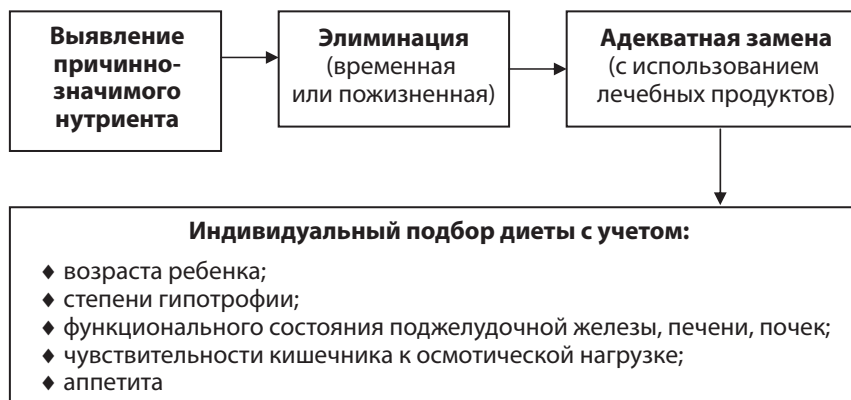 Выявление
причинно-
значимого
нутриента
Элиминация
(временная
или пожизненная)
Адекватная замена
(с использованием
лечебных продуктов)
Индивидуальный подбор диеты с учетом:
♦ возраста ребенка;
♦ степени гипотрофии;
♦ функционального состояния поджелудочной железы, печени, почек;
♦ чувствительности кишечника к осмотической нагрузке;
♦ аппетита